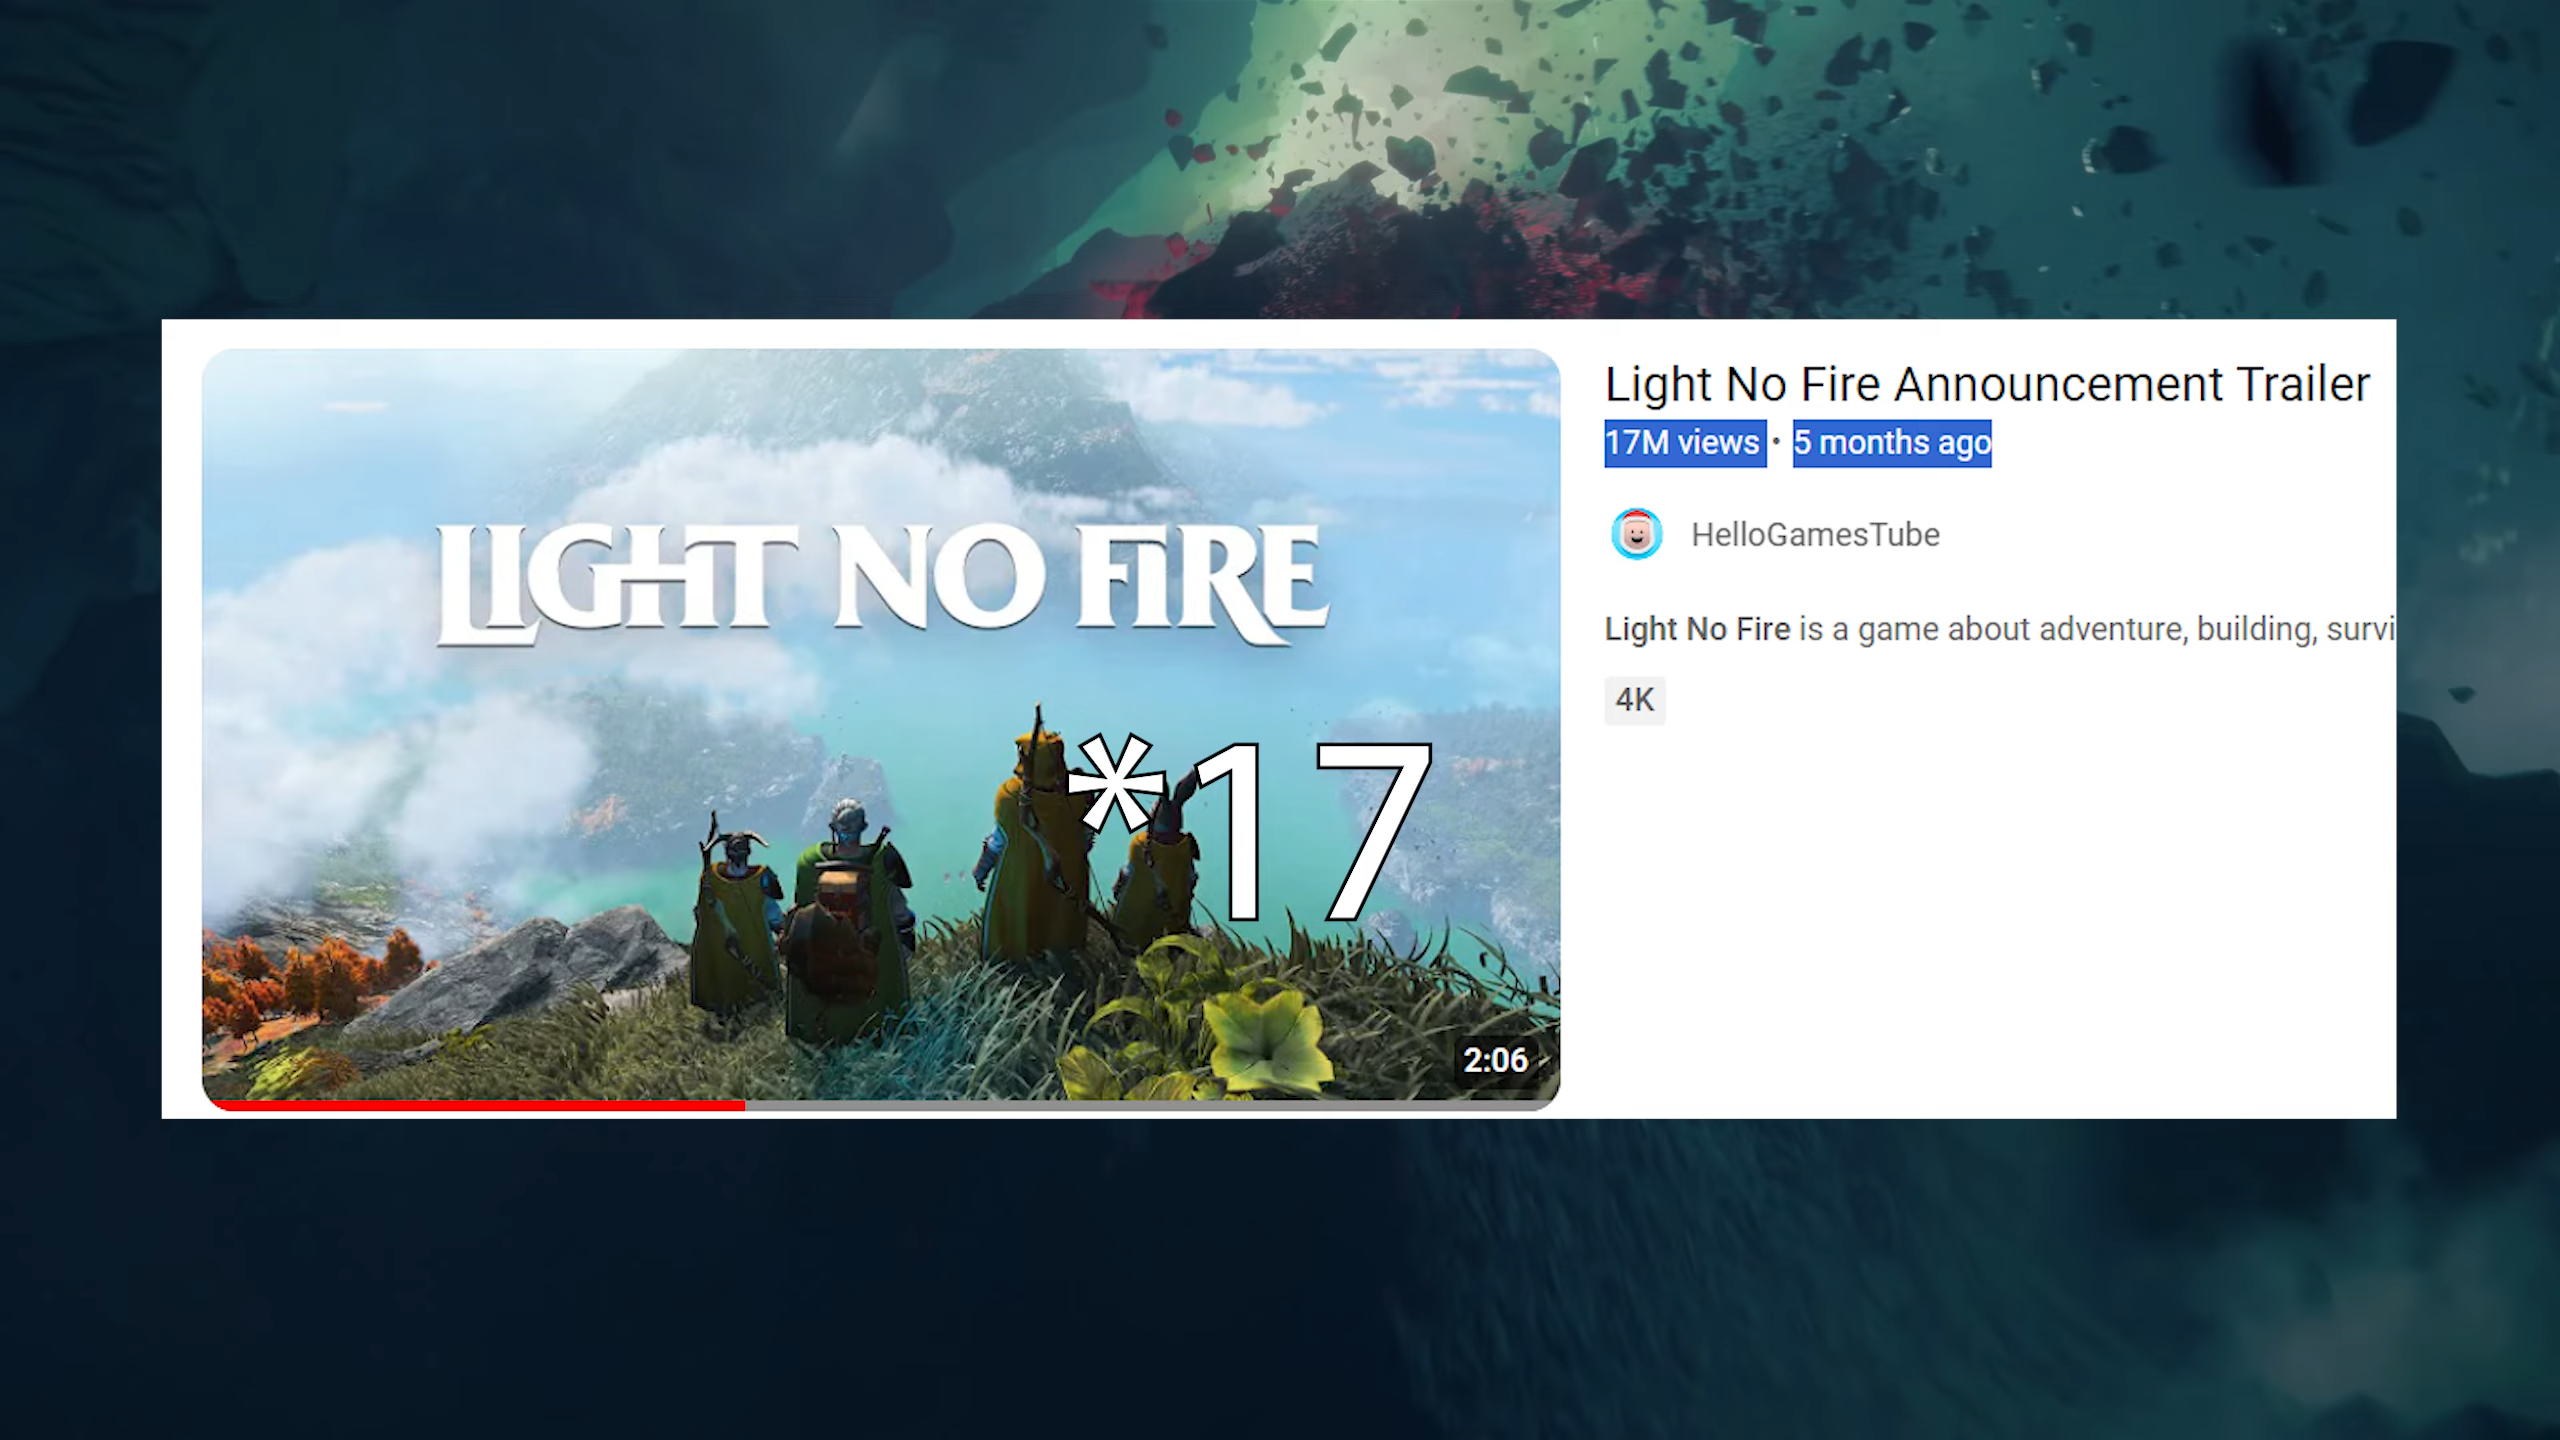 LIGHT NO FIRE
*17
2:06
Light No Fire Announcement Trailer
17M views • 5 months ago
HelloGamesTube
Light No Fire is a game about adventure, building, survi
4K